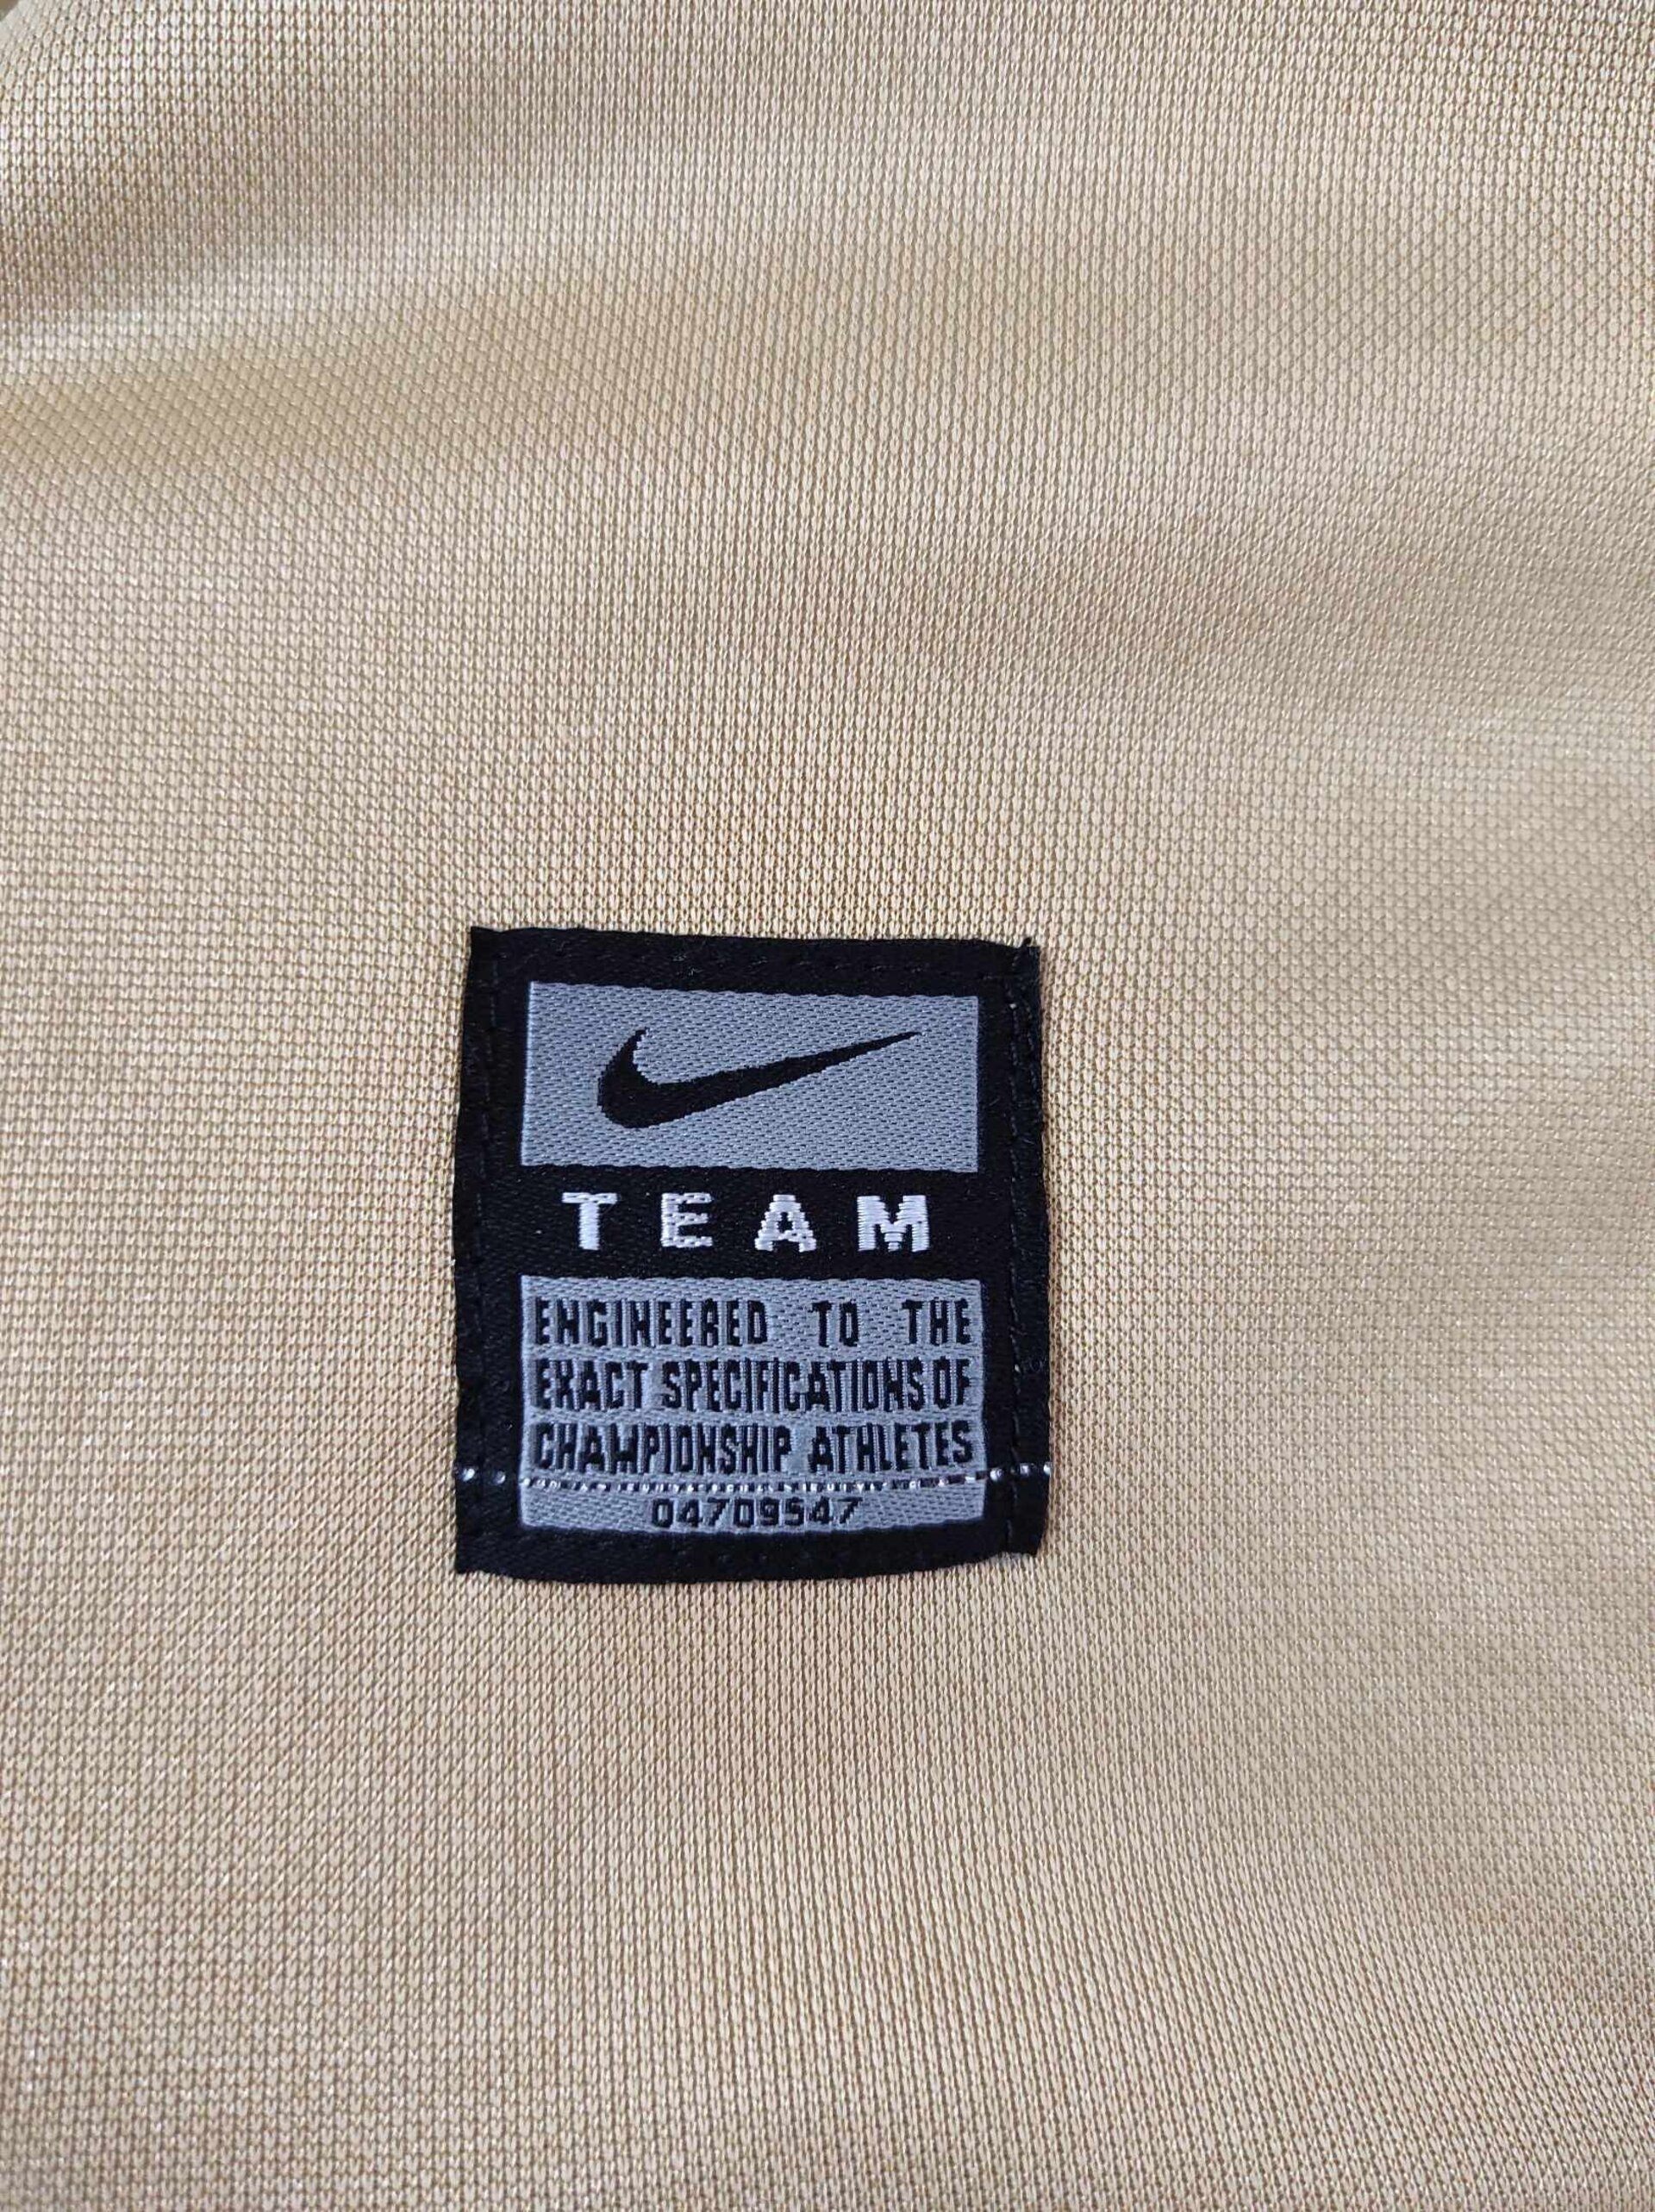 TEAM
ENGINEERED TO THE
EXACT SPECIFICATIONS OF
CHAMPIONSHIP ATHLETES
04709547